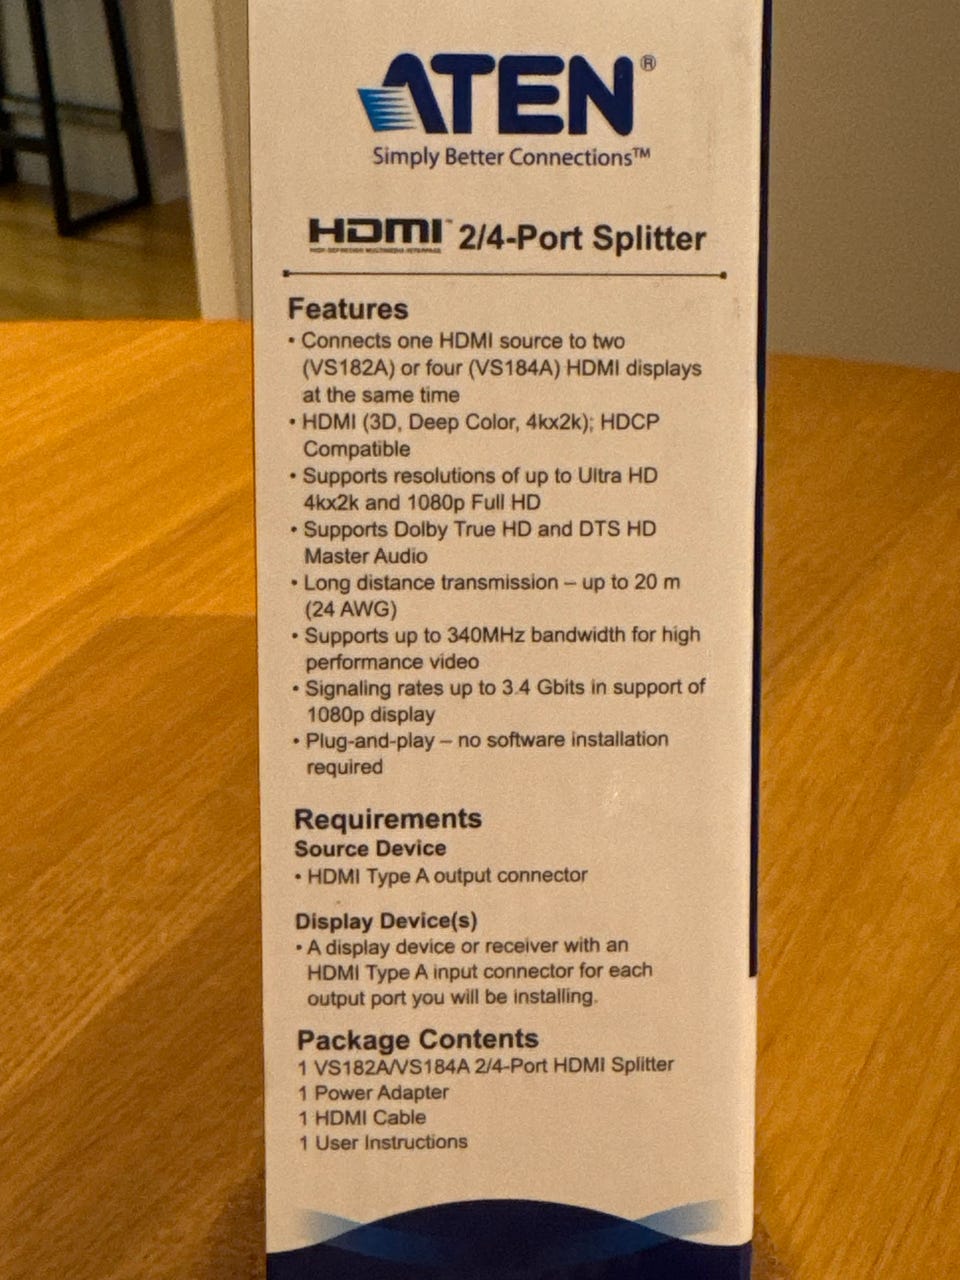 ATEN®
Simply Better Connections™
HDMI™ 2/4-Port Splitter
HIGH-DEFINITION MULTIMEDIA INTERFACE
Features
• Connects one HDMI source to two
(VS182A) or four (VS184A) HDMI displays
at the same time
• HDMI (3D, Deep Color, 4kx2k); HDCP
Compatible
• Supports resolutions of up to Ultra HD
4kx2k and 1080p Full HD
• Supports Dolby True HD and DTS HD
Master Audio
• Long distance transmission – up to 20 m
(24 AWG)
• Supports up to 340MHz bandwidth for high
performance video
• Signaling rates up to 3.4 Gbits in support of
1080p display
• Plug-and-play – no software installation
required
Requirements
Source Device
• HDMI Type A output connector
Display Device(s)
• A display device or receiver with an
HDMI Type A input connector for each
output port you will be installing.
Package Contents
1 VS182A/VS184A 2/4-Port HDMI Splitter
1 Power Adapter
1 HDMI Cable
1 User Instructions